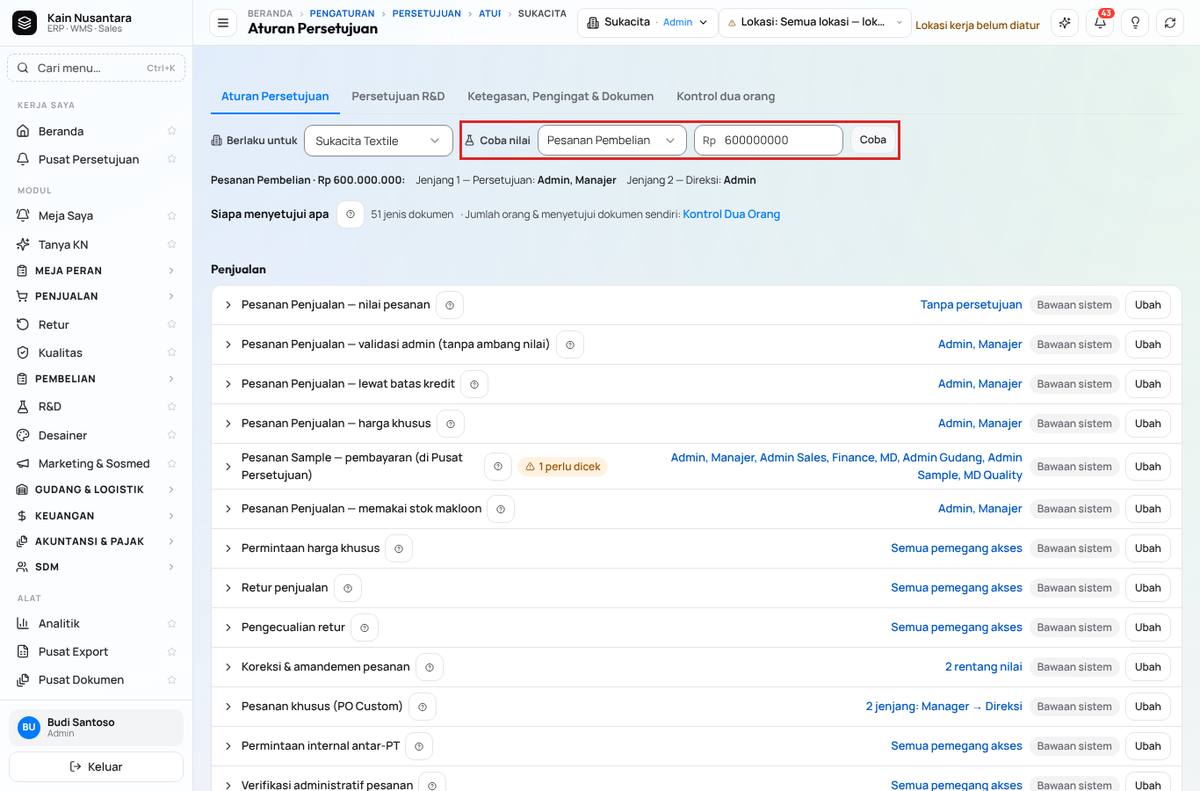 Kain Nusantara
ERP · WMS · Sales
Cari menu... Ctrl+K
KERJA SAYA
Beranda
Pusat Persetujuan
MODUL
Meja Saya
Tanya KN
MEJA PERAN
PENJUALAN
Retur
Kualitas
PEMBELIAN
R&D
Desainer
Marketing & Sosmed
GUDANG & LOGISTIK
KEUANGAN
AKUNTANSI & PAJAK
SDM
ALAT
Analitik
Pusat Export
Pusat Dokumen
BU Budi Santoso
Admin
Keluar
BERANDA > PENGATURAN > PERSETUJUAN > ATUR > SUKACITA
Aturan Persetujuan
Sukacita · Admin
Lokasi: Semua lokasi — lok...
Lokasi kerja belum diatur
43
Aturan Persetujuan Persetujuan R&D Ketegasan, Pengingat & Dokumen Kontrol dua orang
Berlaku untuk Sukacita Textile Coba nilai Pesanan Pembelian Rp 600000000 Coba
Pesanan Pembelian · Rp 600.000.000: Jenjang 1 — Persetujuan: Admin, Manajer Jenjang 2 — Direksi: Admin
Siapa menyetujui apa 51 jenis dokumen · Jumlah orang & menyetujui dokumen sendiri: Kontrol Dua Orang
Penjualan
Pesanan Penjualan — nilai pesanan Tanpa persetujuan Bawaan sistem Ubah
Pesanan Penjualan — validasi admin (tanpa ambang nilai) Admin, Manajer Bawaan sistem Ubah
Pesanan Penjualan — lewat batas kredit Admin, Manajer Bawaan sistem Ubah
Pesanan Penjualan — harga khusus Admin, Manajer Bawaan sistem Ubah
Pesanan Sample — pembayaran (di Pusat
Persetujuan) 1 perlu dicek Admin, Manajer, Admin Sales, Finance, MD, Admin Gudang, Admin
Sample, MD Quality Bawaan sistem Ubah
Pesanan Penjualan — memakai stok makloon Admin, Manajer Bawaan sistem Ubah
Permintaan harga khusus Semua pemegang akses Bawaan sistem Ubah
Retur penjualan Semua pemegang akses Bawaan sistem Ubah
Pengecualian retur Semua pemegang akses Bawaan sistem Ubah
Koreksi & amandemen pesanan 2 rentang nilai Bawaan sistem Ubah
Pesanan khusus (PO Custom) 2 jenjang: Manager → Direksi Bawaan sistem Ubah
Permintaan internal antar-PT Semua pemegang akses Bawaan sistem Ubah
Verifikasi administratif pesanan Semua pemegang akses Bawaan sistem Ubah